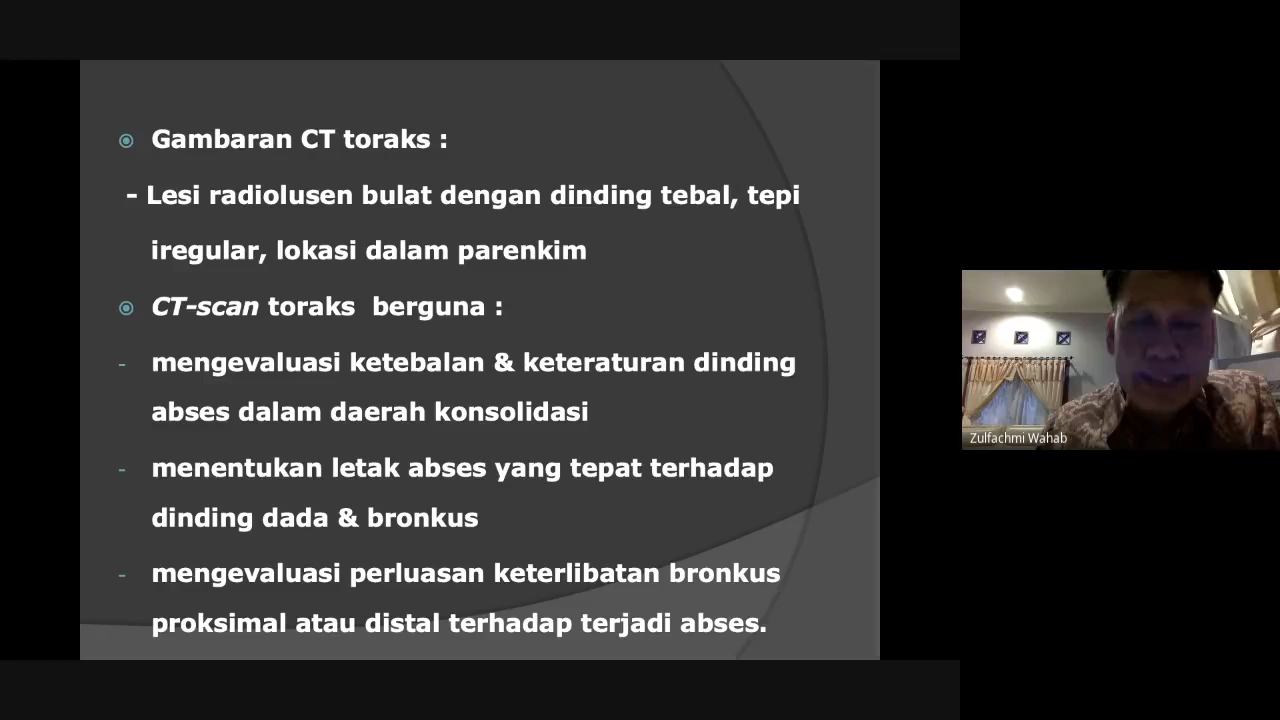 Gambaran CT toraks :
- Lesi radiolusen bulat dengan dinding tebal, tepi
iregular, lokasi dalam parenkim
CT-scan toraks berguna :
- mengevaluasi ketebalan & keteraturan dinding
abses dalam daerah konsolidasi
- menentukan letak abses yang tepat terhadap
dinding dada & bronkus
- mengevaluasi perluasan keterlibatan bronkus
proksimal atau distal terhadap terjadi abses.
Zulfachmi Wahab